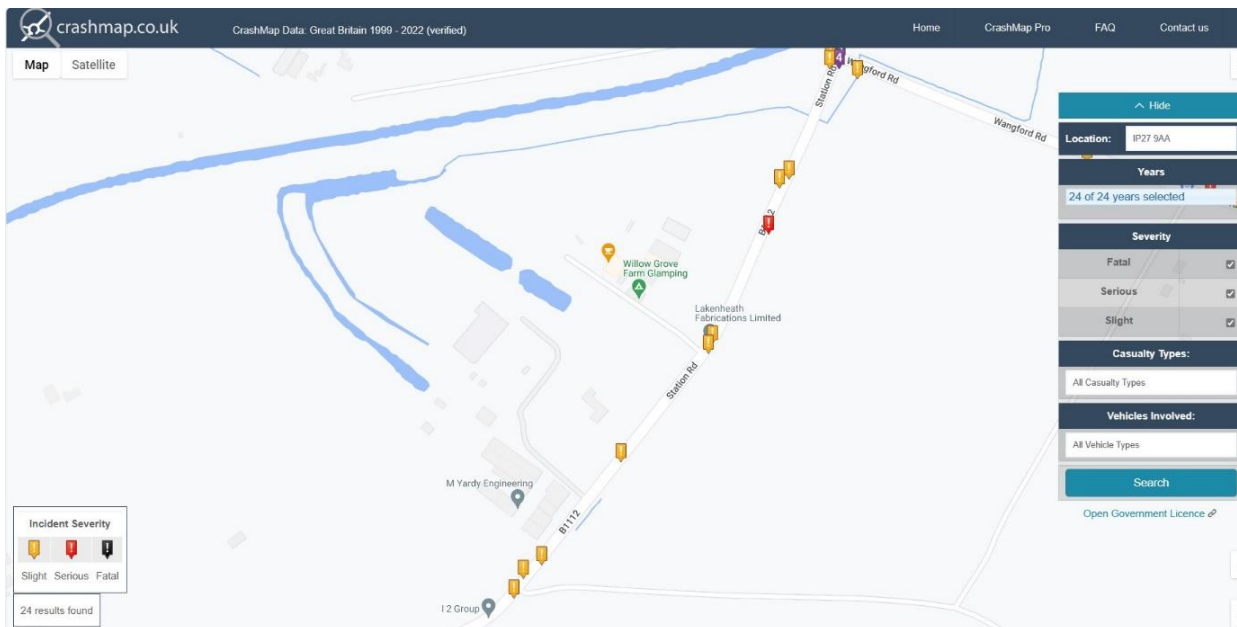 crashmap.co.uk
CrashMap Data: Great Britain 1999 - 2022 (verified)
Home
CrashMap Pro
FAQ
Contact us
Map
Satellite
4
Wangford Rd
Station Rd
Wangford Rd
Hide
Location:
IP27 9AA
Years
24 of 24 years selected
Severity
Fatal
Serious
Slight
Casualty Types:
All Casualty Types
Vehicles Involved:
All Vehicle Types
Search
Open Government Licence
Willow Grove
Farm Glamping
Lakenheath
Fabrications Limited
Station Rd
M Yardy Engineering
B1112
I 2 Group
Incident Severity
Slight
Serious
Fatal
24 results found